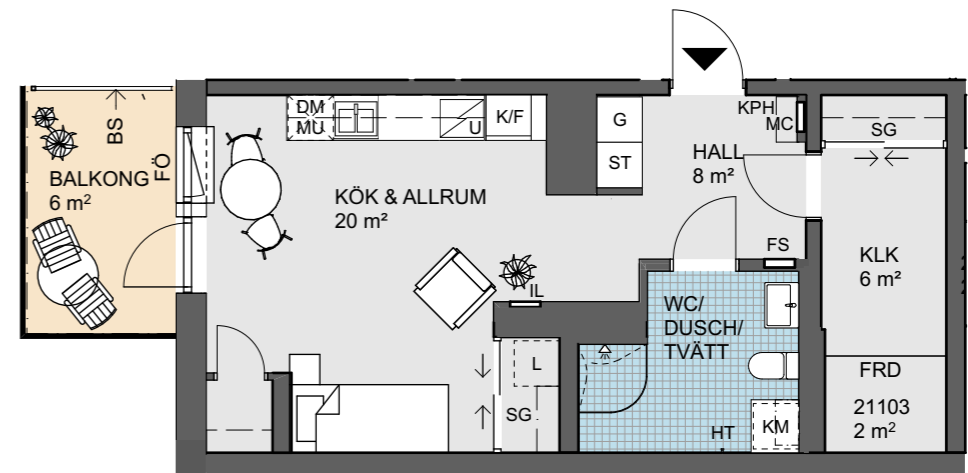 BS
FÖ
BALKONG
6 m²
DM
MU
U
K/F
KÖK & ALLRUM
20 m²
G
ST
KPH
MC
HALL
8 m²
SG
KLK
6 m²
FS
IL
WC/
DUSCH/
TVÄTT
L
SG
HT
KM
FRD
21103
2 m²